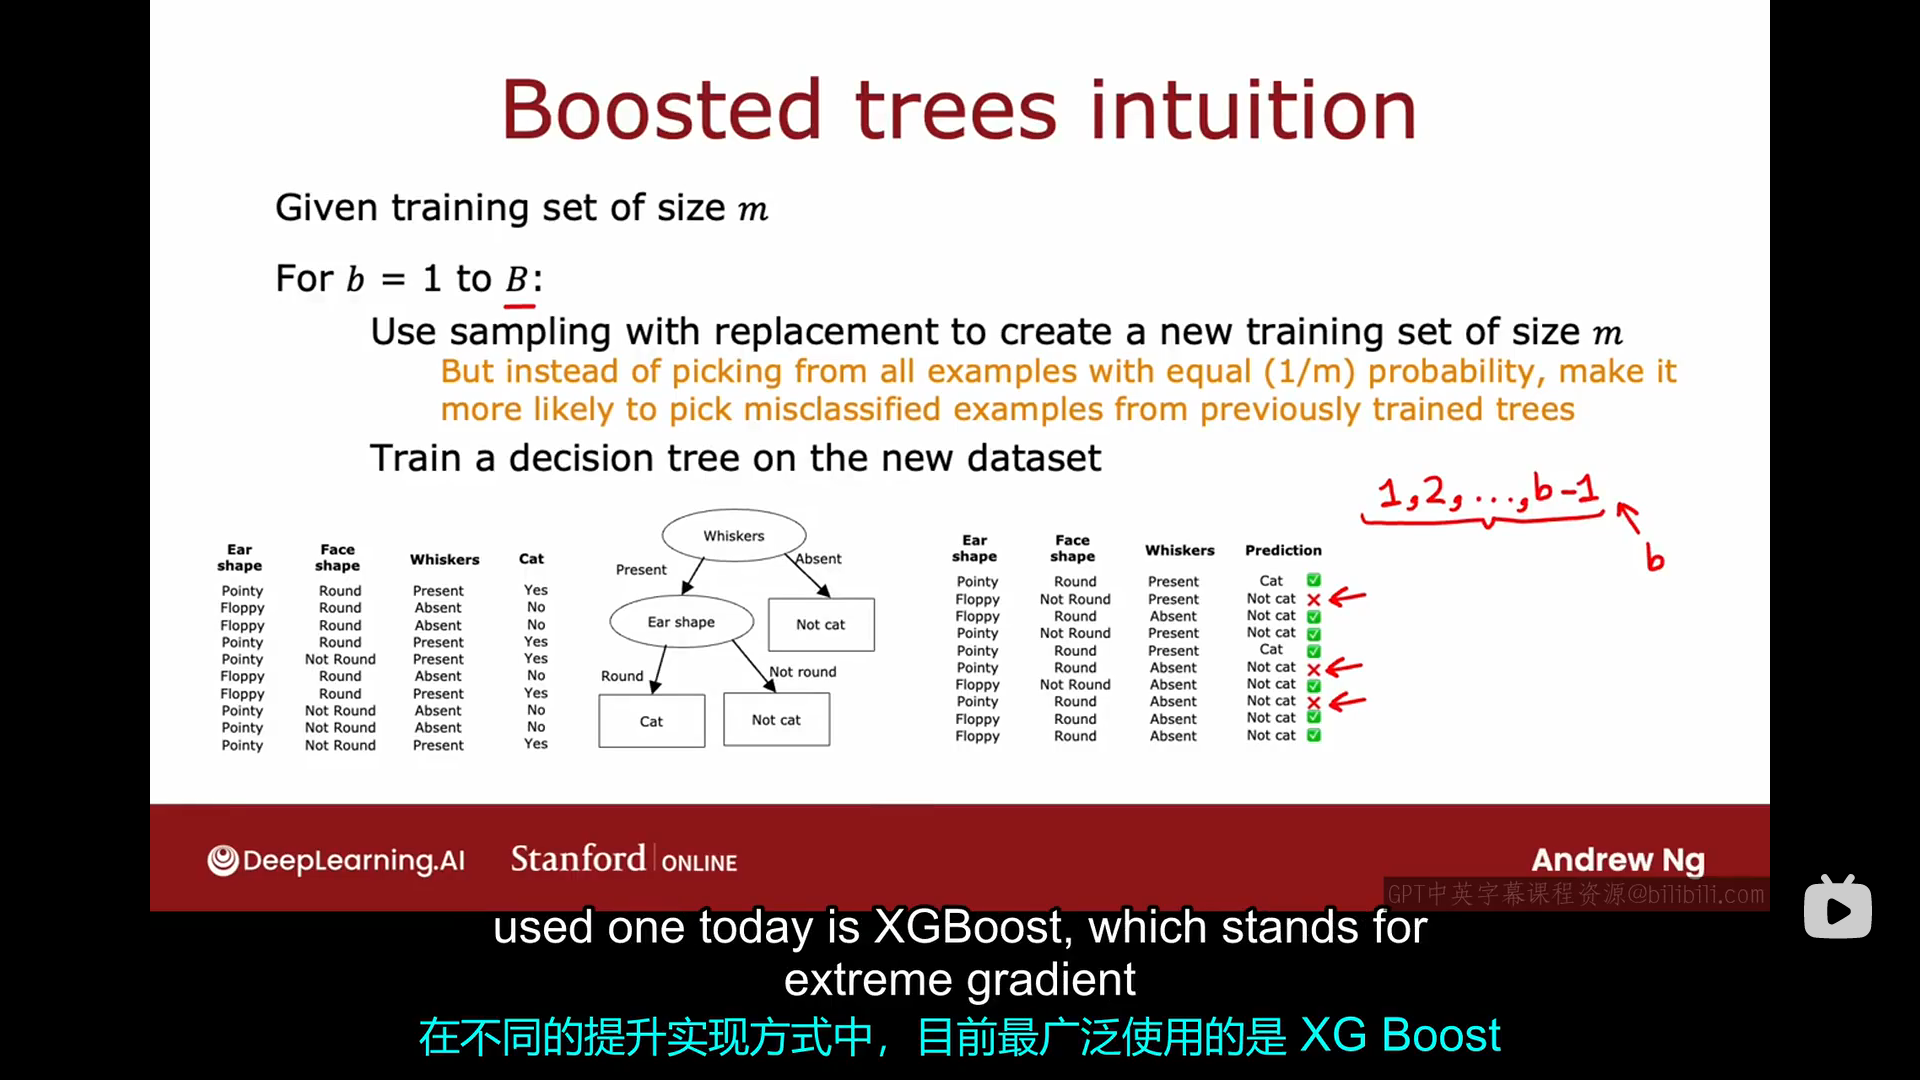 Boosted trees intuition
Given training set of size m
For b = 1 to B:
Use sampling with replacement to create a new training set of size m
But instead of picking from all examples with equal (1/m) probability, make it
more likely to pick misclassified examples from previously trained trees
Train a decision tree on the new dataset
1,2,...,b-1
b
Ear shape Face shape Whiskers Cat
Pointy Round Present Yes
Floppy Round Absent No
Floppy Round Absent No
Pointy Round Present Yes
Pointy Not Round Present Yes
Floppy Round Absent No
Floppy Round Present Yes
Pointy Not Round Absent No
Pointy Not Round Absent No
Pointy Not Round Present Yes
Whiskers
Present
Absent
Ear shape
Not cat
Round
Not round
Cat
Not cat
Ear shape Face shape Whiskers Prediction
Pointy Round Present Cat ✅
Floppy Not Round Present Not cat ❌
Floppy Round Absent Not cat ✅
Pointy Not Round Present Not cat ✅
Pointy Round Present Cat ✅
Pointy Round Absent Not cat ❌
Floppy Not Round Absent Not cat ✅
Pointy Round Absent Not cat ❌
Floppy Round Absent Not cat ✅
Floppy Round Absent Not cat ✅
DeepLearning.AI
Stanford ONLINE
Andrew Ng
GPT中英字幕课程资源@bilibili.com
used one today is XGBoost, which stands for
extreme gradient
在不同的提升实现方式中，目前最广泛使用的是 XG Boost